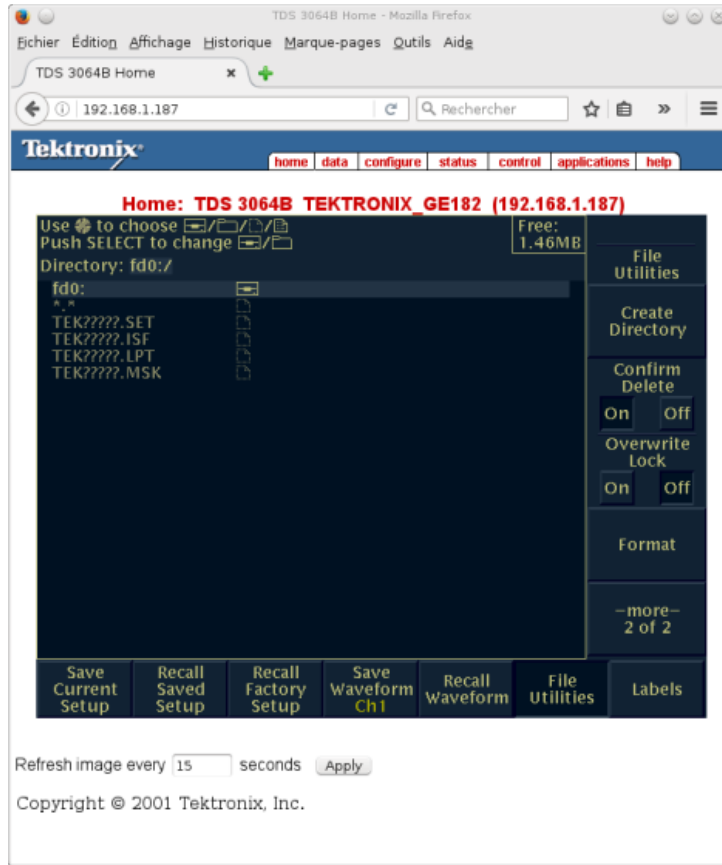 TDS 3064B Home - Mozilla Firefox
Fichier Édition Affichage Historique Marque-pages Outils Aide
TDS 3064B Home
192.168.1.187
Rechercher
Tektronix
home data configure status control applications help
Home: TDS 3064B TEKTRONIX_GE182 (192.168.1.187)
Use to choose / / /
Push SELECT to change /
Free:
1.46MB
Directory: fd0:/
fd0:
*.*
TEK?????.SET
TEK?????.ISF
TEK?????.LPT
TEK?????.MSK
File
Utilities
Create
Directory
Confirm
Delete
On Off
Overwrite
Lock
On Off
Format
-more-
2 of 2
Save
Current
Setup
Recall
Saved
Setup
Recall
Factory
Setup
Save
Waveform
Ch1
Recall
Waveform
File
Utilities
Labels
Refresh image every 15 seconds Apply
Copyright © 2001 Tektronix, Inc.